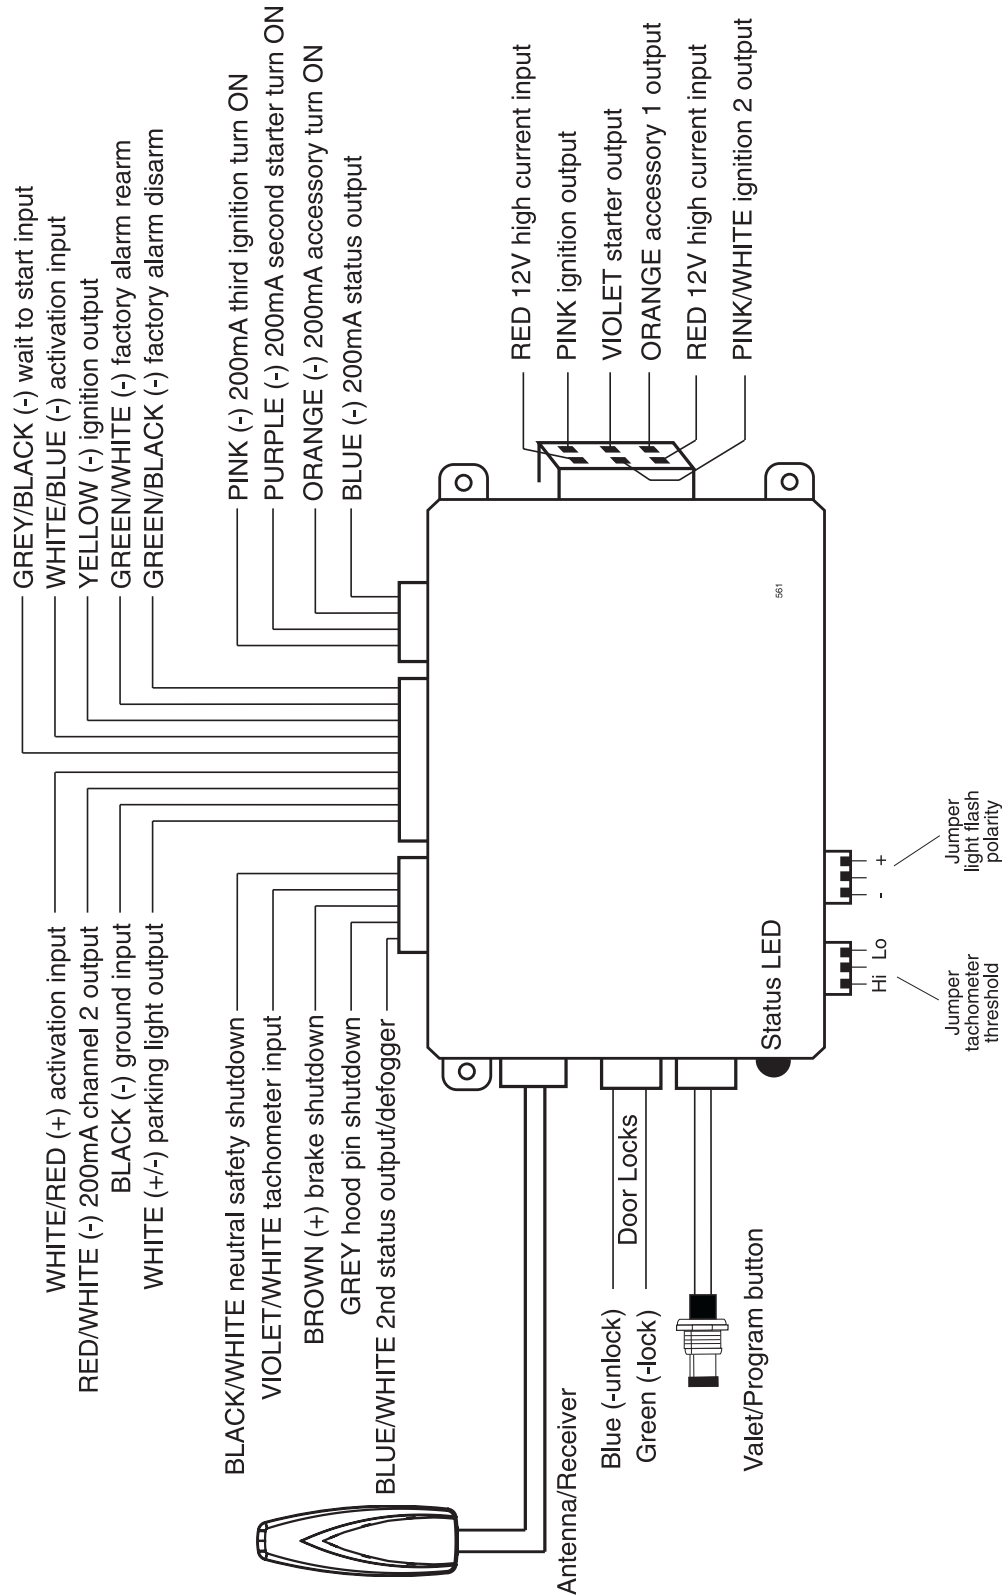 WHITE/RED (+) activation input
RED/WHITE (-) 200mA channel 2 output
BLACK (-) ground input
WHITE (+/-) parking light output
GREY/BLACK (-) wait to start input
WHITE/BLUE (-) activation input
YELLOW (-) ignition output
GREEN/WHITE (-) factory alarm rearm
GREEN/BLACK (-) factory alarm disarm
BLACK/WHITE neutral safety shutdown
VIOLET/WHITE tachometer input
BROWN (+) brake shutdown
GREY hood pin shutdown
BLUE/WHITE 2nd status output/defogger
PINK (-) 200mA third ignition turn ON
PURPLE (-) 200mA second starter turn ON
ORANGE (-) 200mA accessory turn ON
BLUE (-) 200mA status output
RED 12V high current input
PINK ignition output
VIOLET starter output
ORANGE accessory 1 output
RED 12V high current input
PINK/WHITE ignition 2 output
Antenna/Receiver
Blue (-unlock)
Door Locks
Green (-lock)
Valet/Program button
Status LED
561
Hi Lo
- +
Jumper
tachometer
threshold
Jumper
light flash
polarity